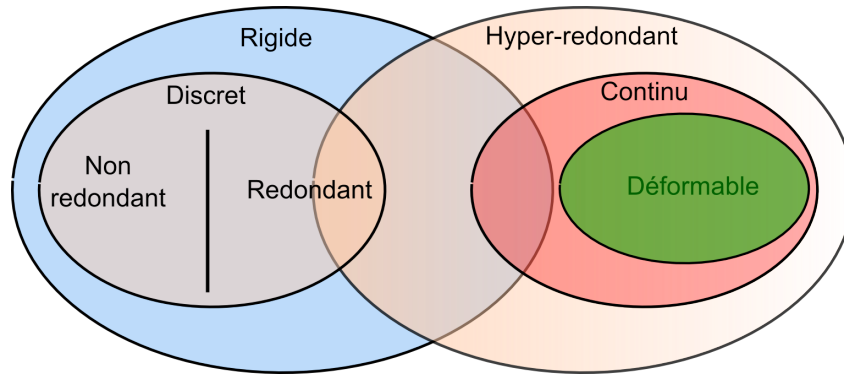 Rigide
Hyper-redondant
Discret
Continu
Non
redondant
Redondant
Déformable